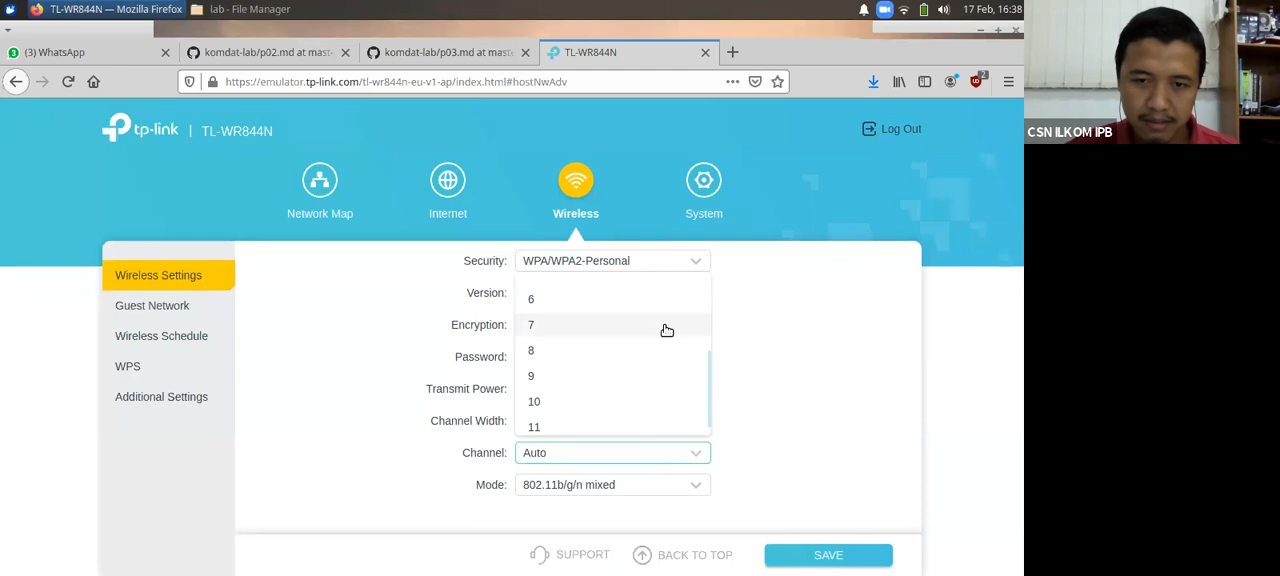 TL-WR844N — Mozilla Firefox
lab - File Manager
17 Feb, 16:38
(3) WhatsApp
komdat-lab/p02.md at mast
komdat-lab/p03.md at mast
TL-WR844N
https://emulator.tp-link.com/tl-wr844n-eu-v1-ap/index.html#hostNwAdv
2
tp-link | TL-WR844N
Log Out
CSN ILKOM IPB
Network Map
Internet
Wireless
System
Wireless Settings
Guest Network
Wireless Schedule
WPS
Additional Settings
Security: WPA/WPA2-Personal
Version:
6
Encryption: 7
8
Password:
9
Transmit Power:
10
Channel Width: 11
Channel: Auto
Mode: 802.11b/g/n mixed
SUPPORT
BACK TO TOP
SAVE